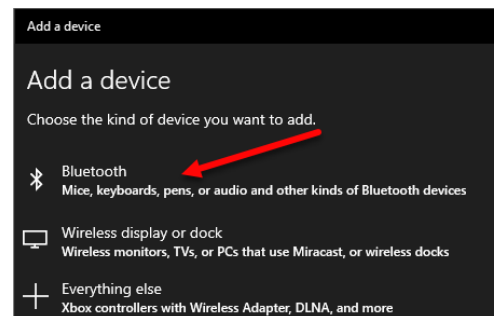 Add a device
Add a device
Choose the kind of device you want to add.
Bluetooth
Mice, keyboards, pens, or audio and other kinds of Bluetooth devices
Wireless display or dock
Wireless monitors, TVs, or PCs that use Miracast, or wireless docks
Everything else
Xbox controllers with Wireless Adapter, DLNA, and more